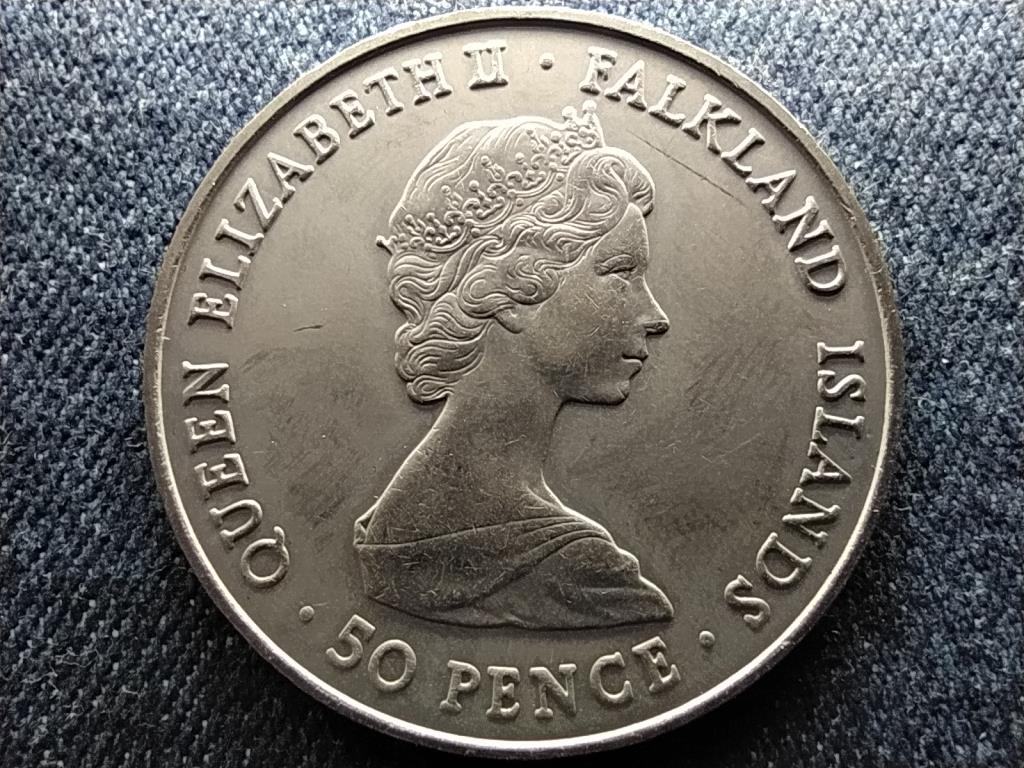 QUEEN ELIZABETH II · FALKLAND ISLANDS
· 50 PENCE ·